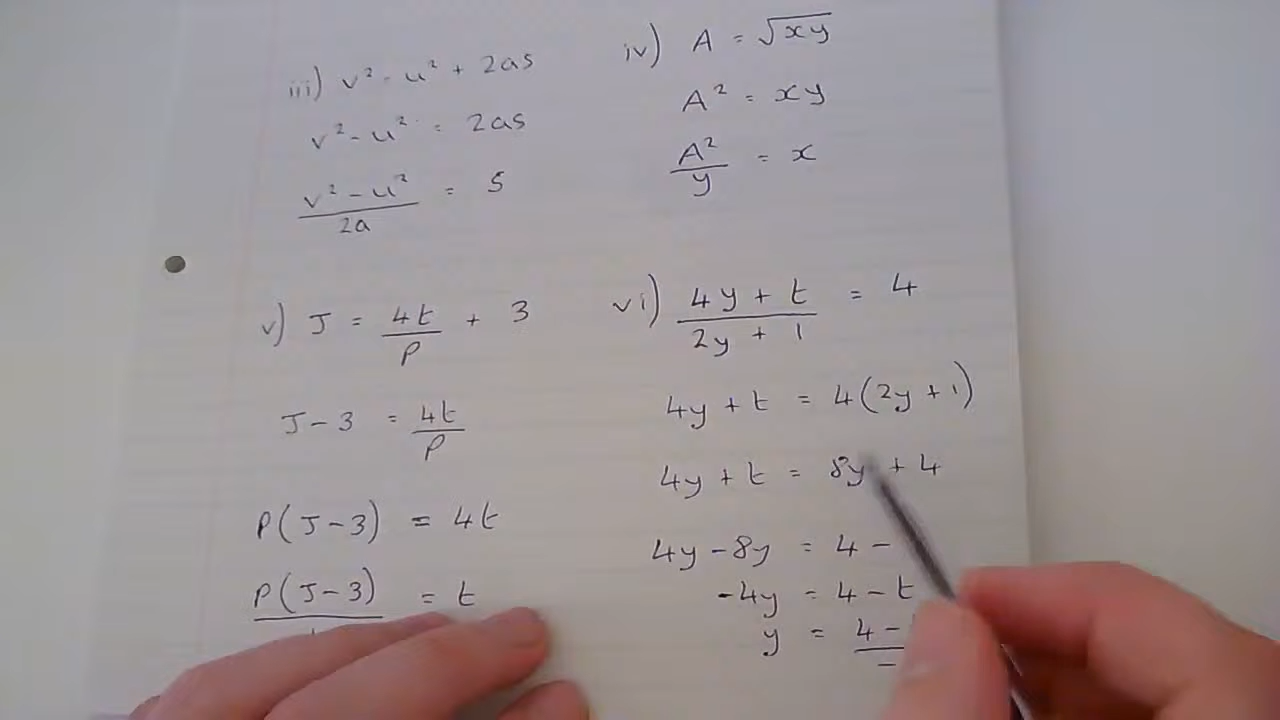 iii) v² = u² + 2as
v² - u² = 2as
v² - u² / 2a = s
iv) A = √xy
A² = xy
A² / y = x
v) J = 4t / P + 3
J - 3 = 4t / P
P(J - 3) = 4t
P(J - 3) / = t
vi) 4y + t / 2y + 1 = 4
4y + t = 4(2y + 1)
4y + t = 8y + 4
4y - 8y = 4 -
-4y = 4 - t
y = 4 - / -